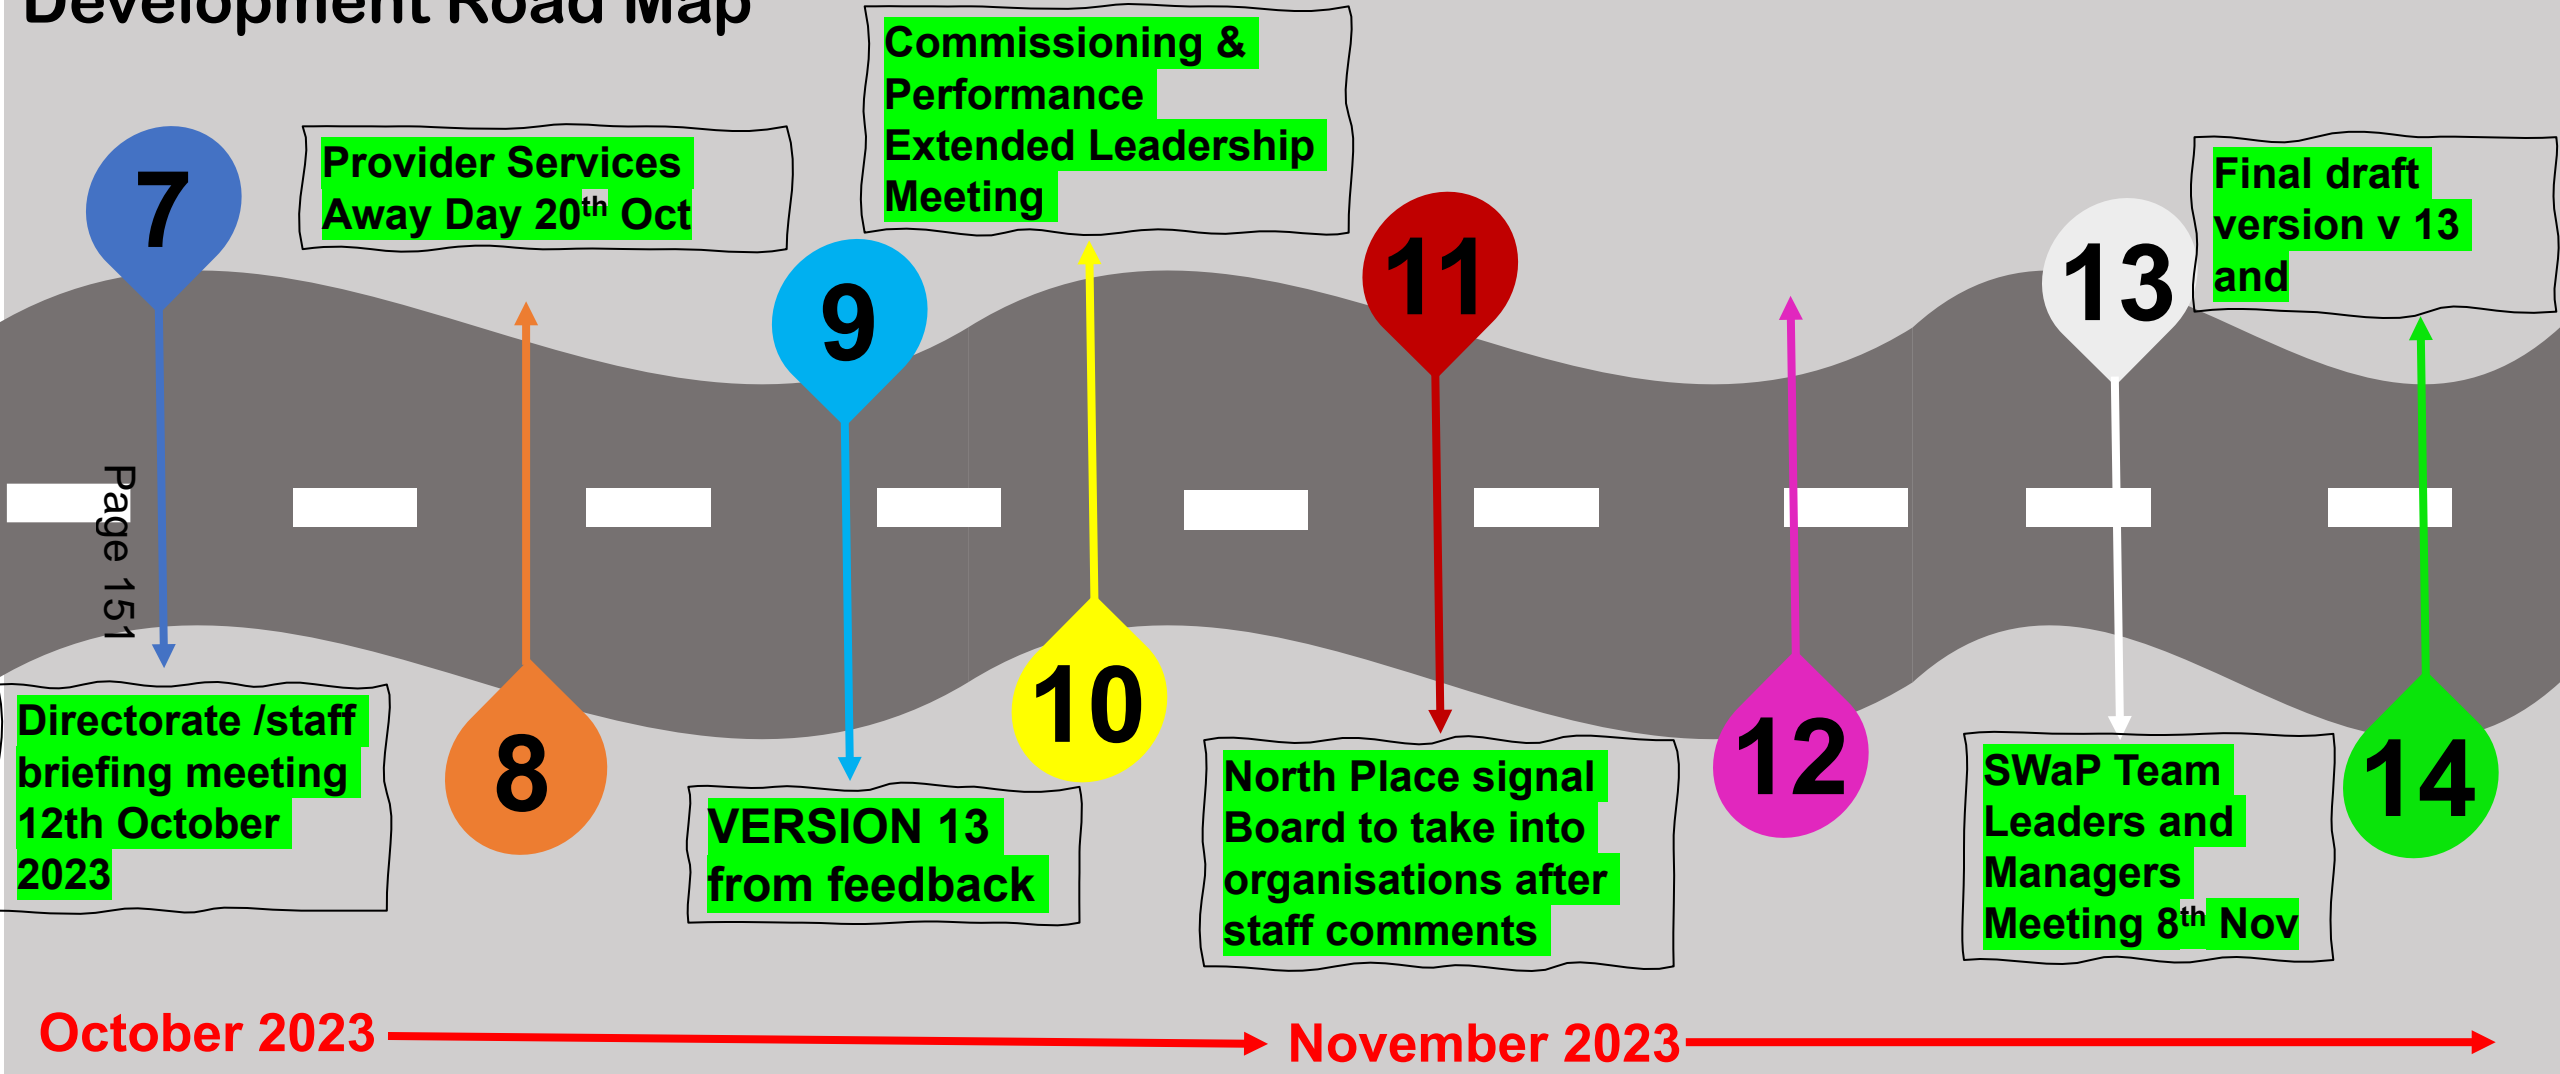 Development Road Map
Commissioning &
Performance
Extended Leadership
Meeting
Provider Services
Away Day 20th Oct
Final draft
version v 13
and
7
9
11
13
Page 151
8
10
12
14
Directorate /staff
briefing meeting
12th October
2023
VERSION 13
from feedback
North Place signal
Board to take into
organisations after
staff comments
SWaP Team
Leaders and
Managers
Meeting 8th Nov
October 2023
November 2023